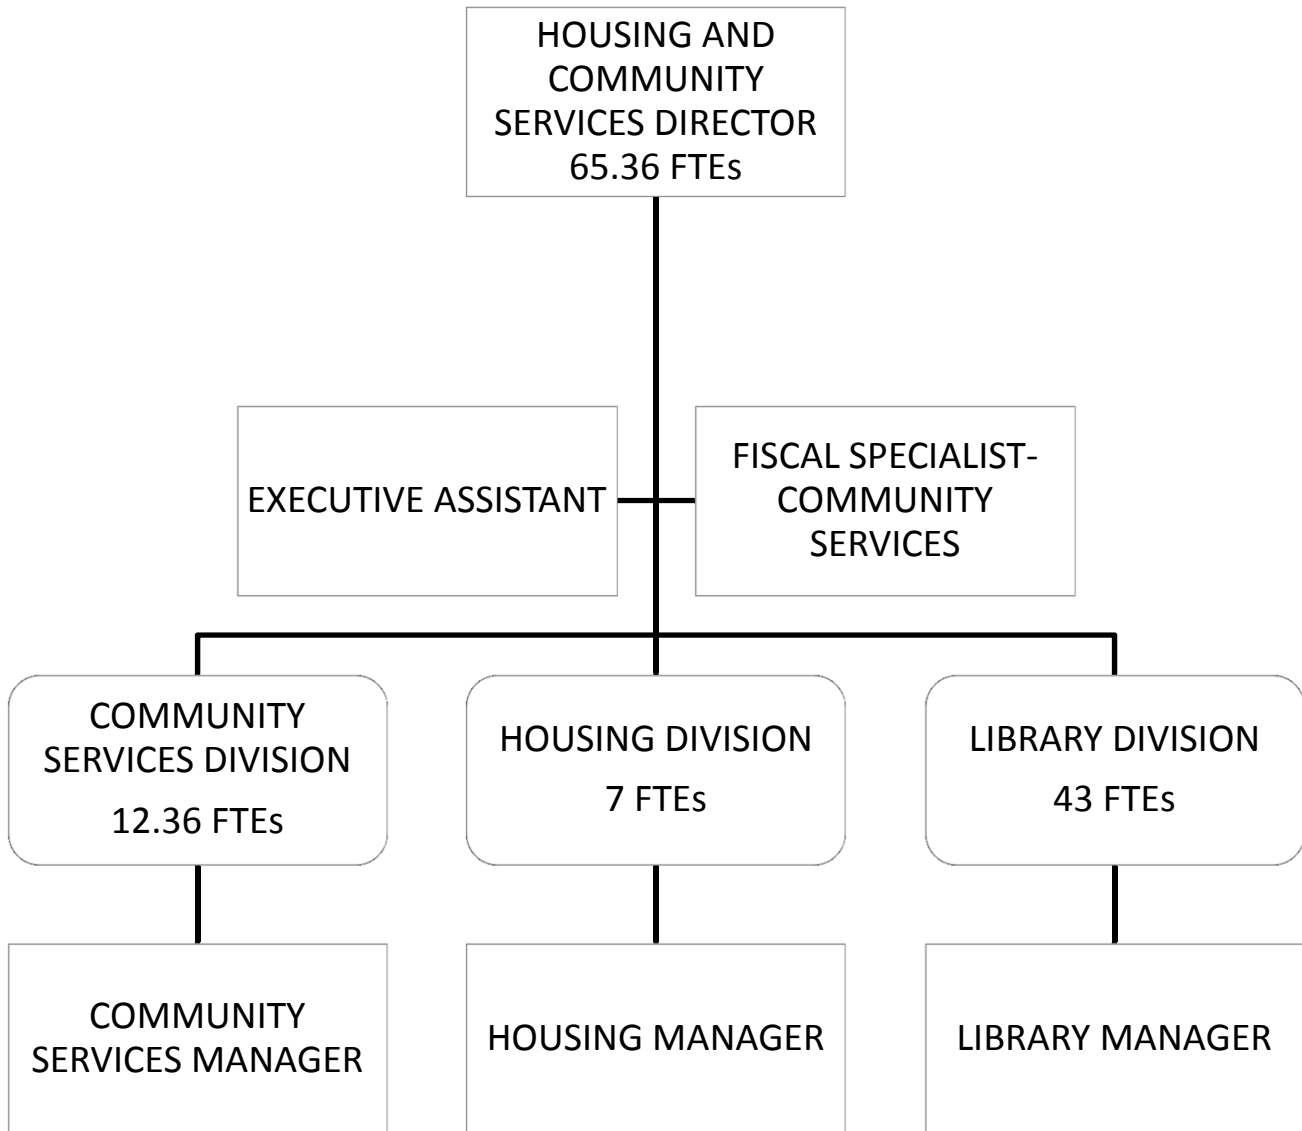 HOUSING AND
COMMUNITY
SERVICES DIRECTOR
65.36 FTEs
EXECUTIVE ASSISTANT
FISCAL SPECIALIST-
COMMUNITY
SERVICES
COMMUNITY
SERVICES DIVISION
12.36 FTEs
HOUSING DIVISION
7 FTEs
LIBRARY DIVISION
43 FTEs
COMMUNITY
SERVICES MANAGER
HOUSING MANAGER
LIBRARY MANAGER